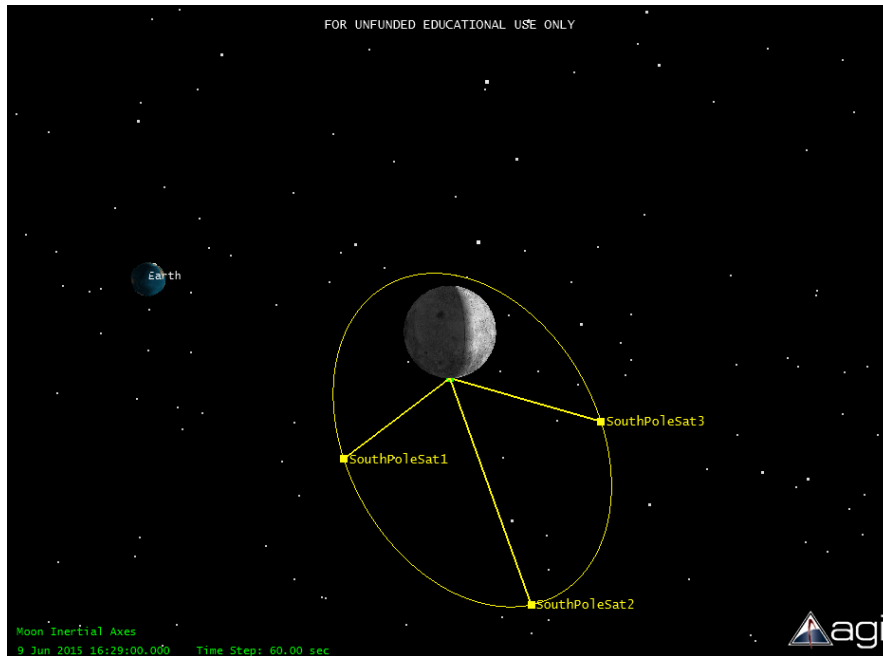 FOR UNFUNDED EDUCATIONAL USE ONLY
Earth
SouthPoleSat3
SouthPoleSat1
SouthPoleSat2
Moon Inertial Axes
9 Jun 2015 16:29:00.000 Time Step: 60.00 sec
agi